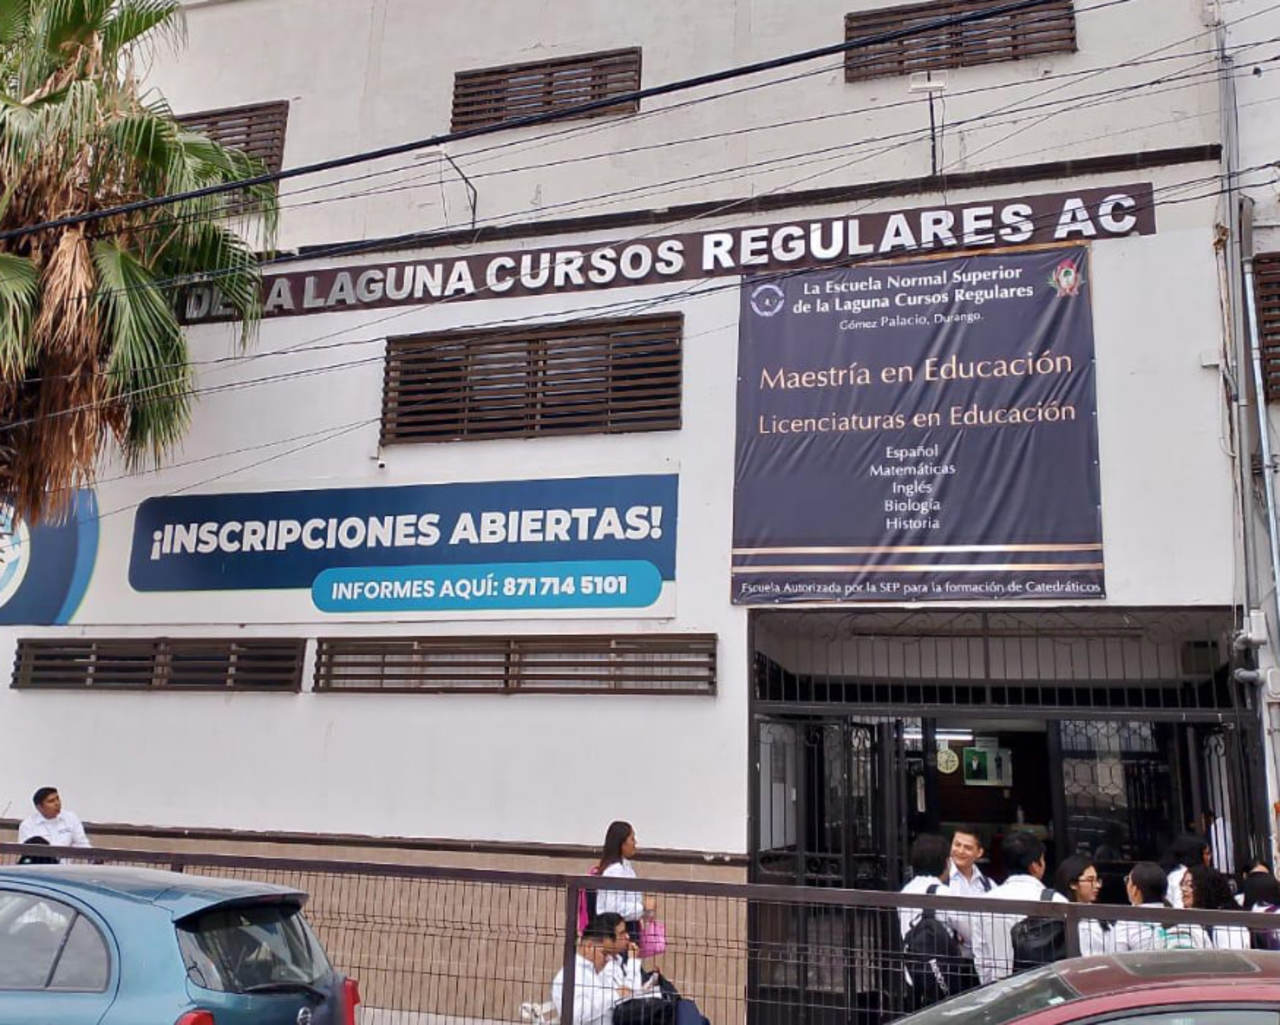 DE LA LAGUNA CURSOS REGULARES AC
La Escuela Normal Superior
de la Laguna Cursos Regulares
Gómez Palacio, Durango.
Maestría en Educación
Licenciaturas en Educación
Español
Matemáticas
Inglés
Biología
Historia
Escuela Autorizada por la SEP para la formación de Catedráticos
¡INSCRIPCIONES ABIERTAS!
INFORMES AQUÍ: 871 714 5101